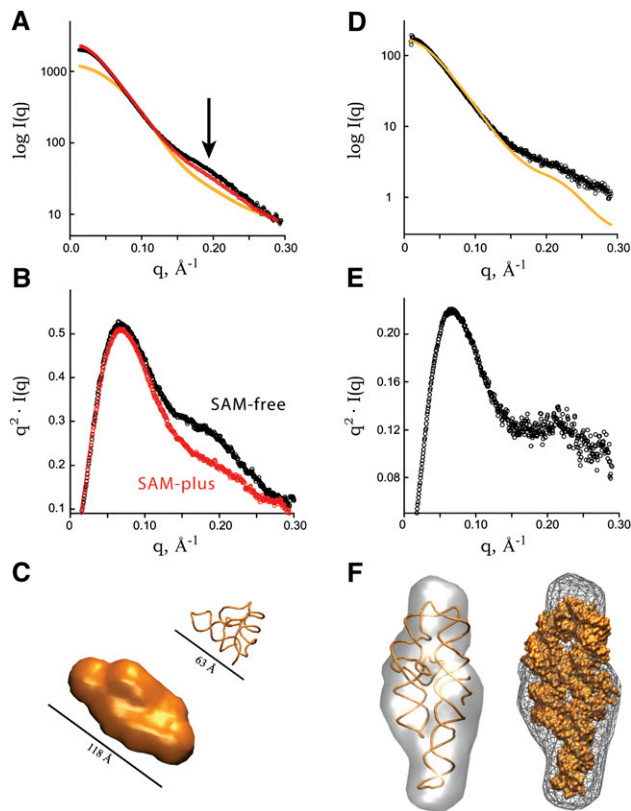 A
log I(q)
1000
100
10
0.0
0.10
0.20
0.30
q, Å-1
D
log I(q)
100
10
1
0.00
0.10
0.20
0.30
q, Å-1
B
q2 · I(q)
0.5
0.4
0.3
0.2
0.1
SAM-free
SAM-plus
0.00
0.10
0.20
0.30
q, Å-1
E
q2 · I(q)
0.20
0.16
0.12
0.08
0.00
0.10
0.20
0.30
q, Å-1
C
63 Å
118 Å
F